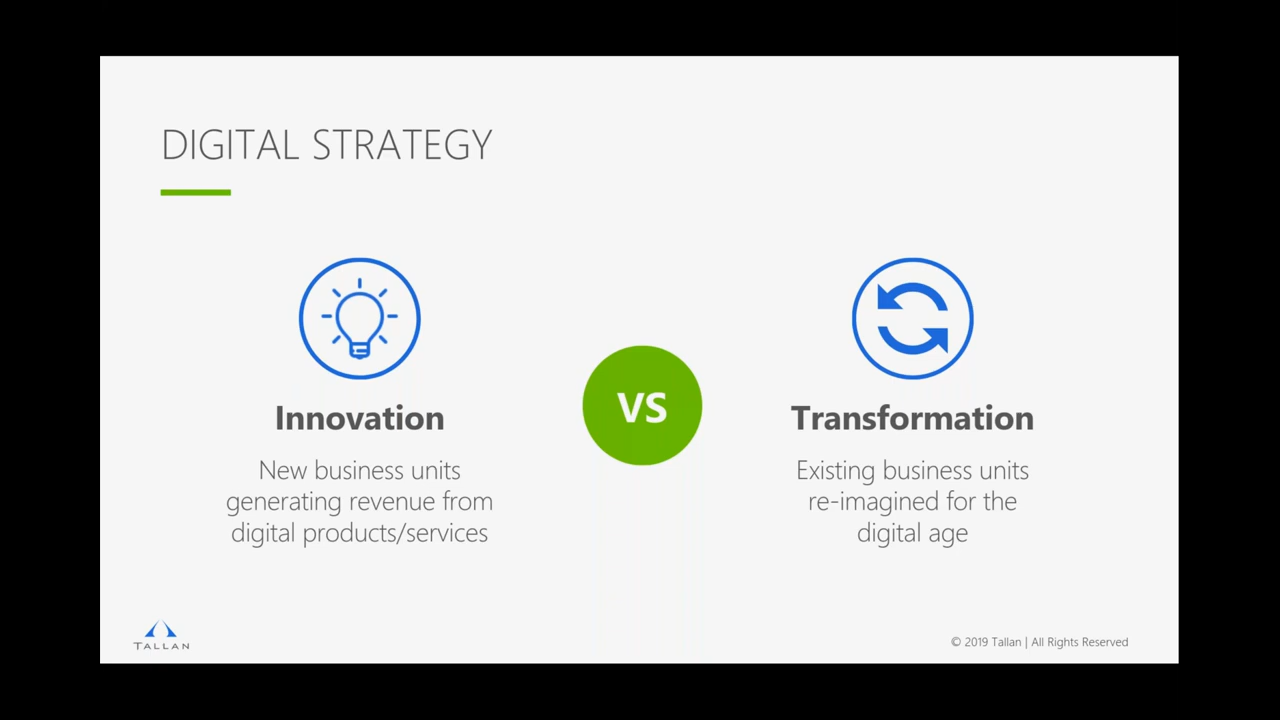 DIGITAL STRATEGY
Innovation
New business units
generating revenue from
digital products/services
VS
Transformation
Existing business units
re-imagined for the
digital age
TALLAN
© 2019 Tallan | All Rights Reserved